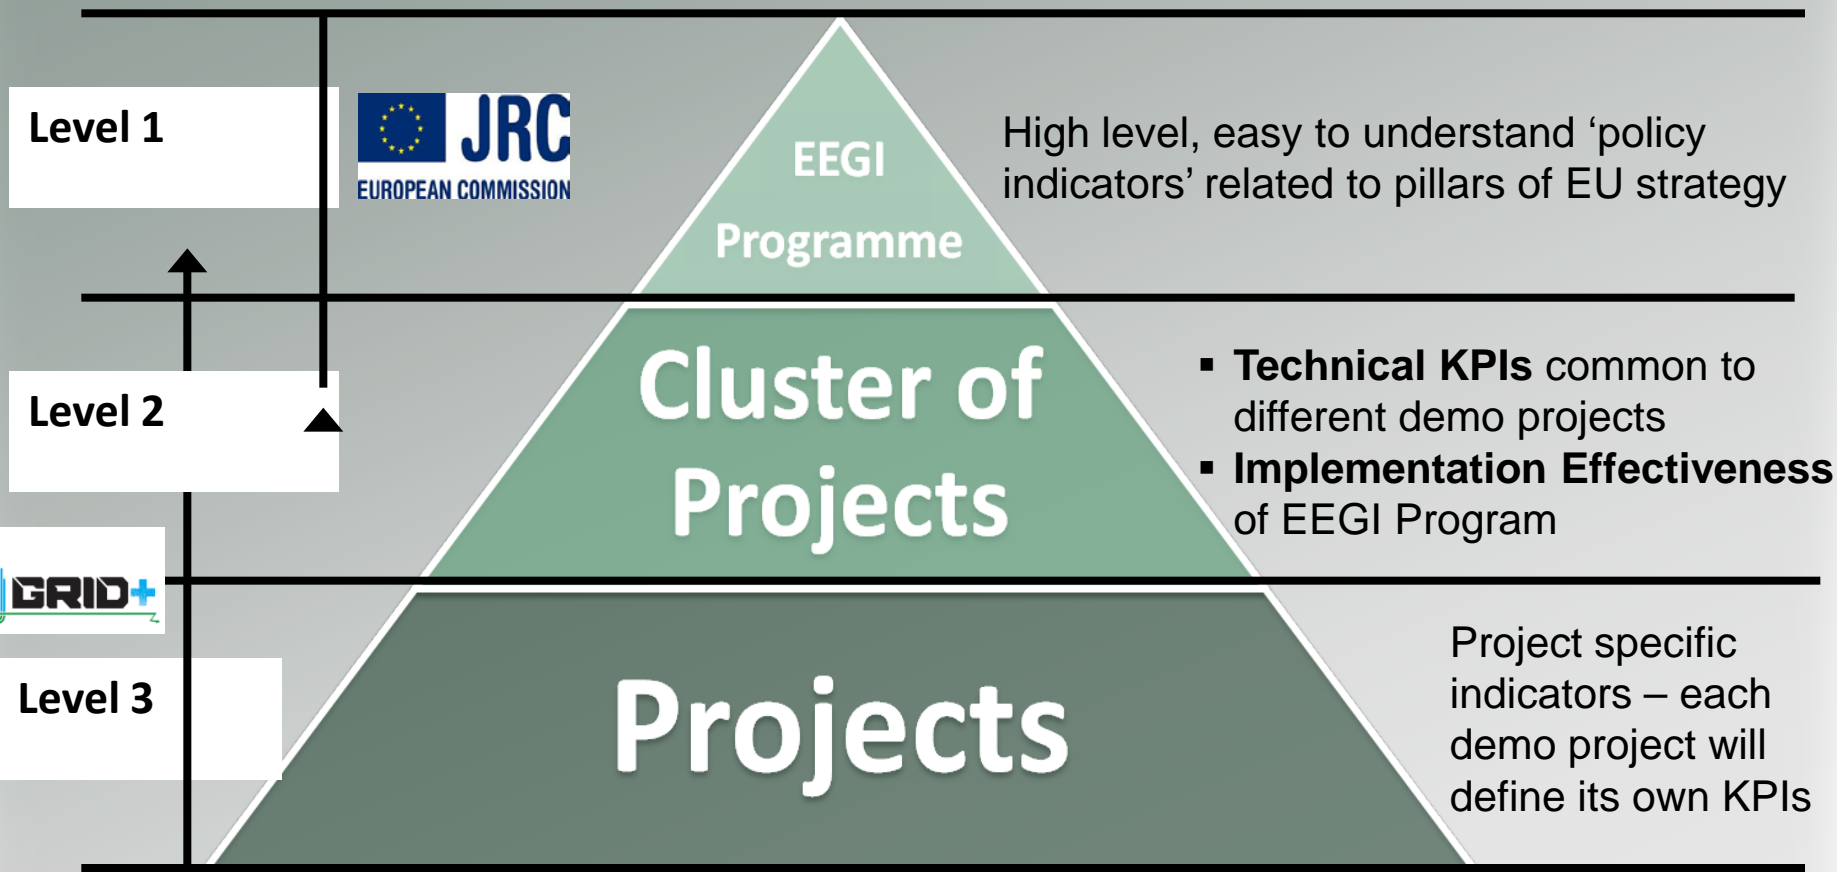 Level 1
JRC
EUROPEAN COMMISSION
EEGI
Programme
High level, easy to understand ‘policy
indicators’ related to pillars of EU strategy
Level 2
Cluster of
Projects
▪ Technical KPIs common to
different demo projects
▪ Implementation Effectiveness
of EEGI Program
GRID+
Level 3
Projects
Project specific
indicators – each
demo project will
define its own KPIs